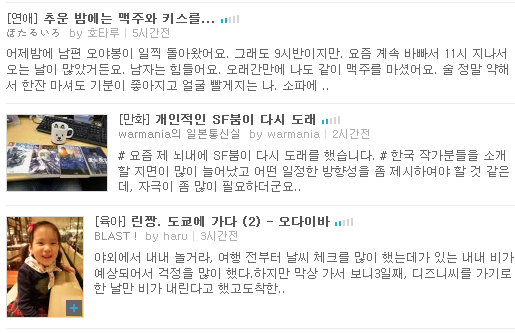 [연애] 추운 밤에는 맥주와 키스를...
ほたるいろ by 호타루 | 5시간전
어제밤에 남편 오야봉이 일찍 돌아왔어요. 그래도 9시반이지만. 요즘 계속 바빠서 11시 지나서
오는 날이 많았거든요. 남자는 힘들어요. 오래간만에 나도 같이 맥주를 마셨어요. 술 정말 약해
서 한잔 마셔도 기분이 좋아지고 얼굴 빨게지는 나. 소파에 ..
[만화] 개인적인 SF붐이 다시 도래
warmania의 일본통신실 by warmania | 2시간전
# 요즘 제 뇌내에 SF붐이 다시 도래를 했습니다. # 한국 작가분들을 소개
할 지면이 많이 늘어났고 어떤 일정한 방향성을 좀 제시하여야 할 것 같은
데, 자극이 좀 많이 필요하더군요..
[육아] 린짱. 도쿄에 가다 (2) - 오다이바
BLAST ! by haru | 3시간전
야외에서 내내 놀거라, 여행 전부터 날씨 체크를 많이 했는데가 있는 내내 비가
예상되어서 걱정을 많이 했다.하지만 막상 가서 보니3일째, 디즈니씨를 가기로
한 날만 비가 내린다고 했고도착한..